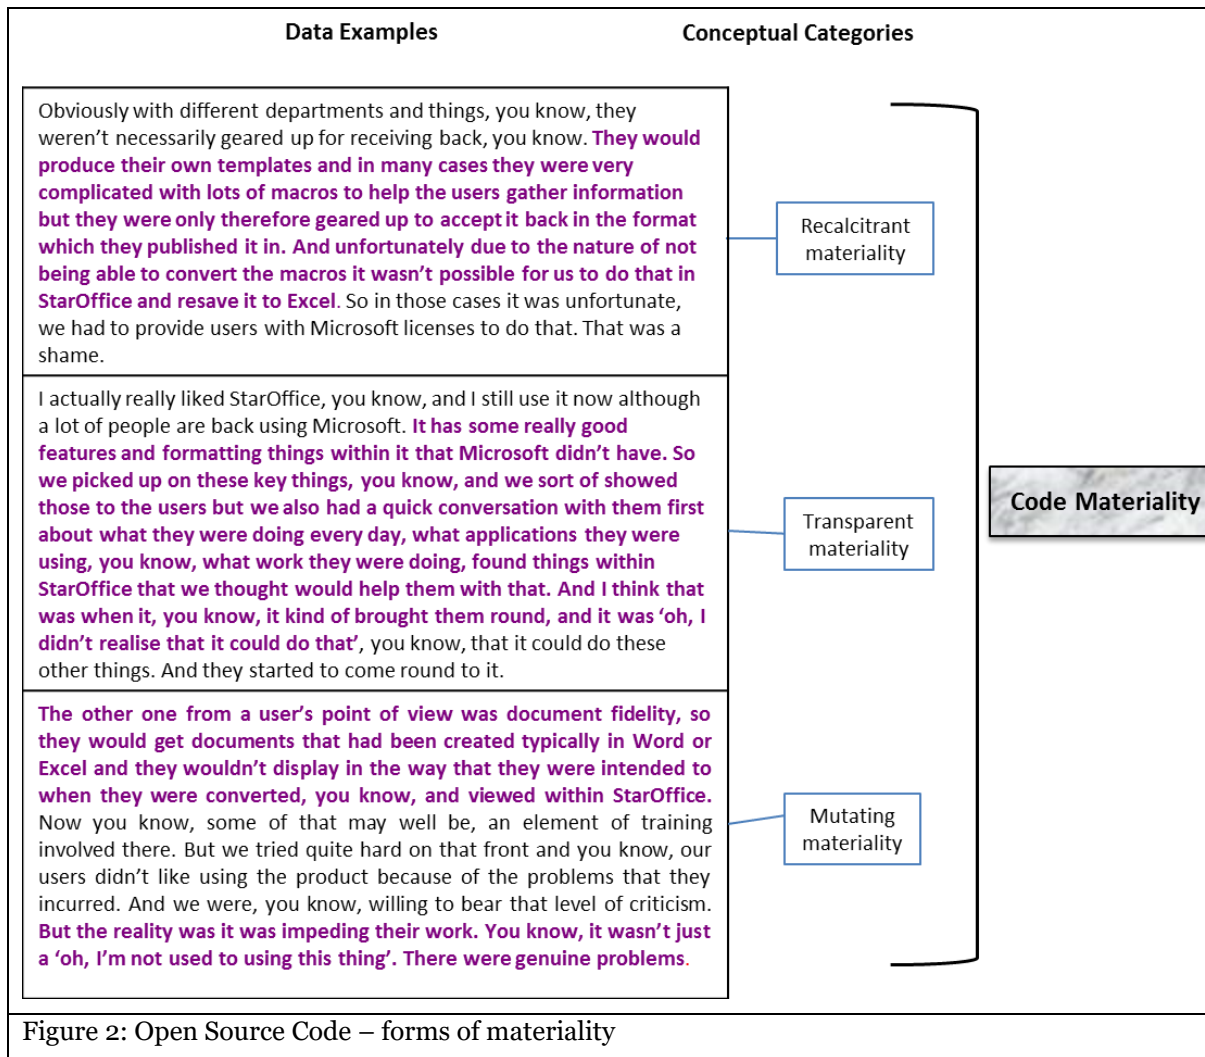 Data Examples
Conceptual Categories
Obviously with different departments and things, you know, they
weren’t necessarily geared up for receiving back, you know. They would
produce their own templates and in many cases they were very
complicated with lots of macros to help the users gather information
but they were only therefore geared up to accept it back in the format
which they published it in. And unfortunately due to the nature of not
being able to convert the macros it wasn’t possible for us to do that in
StarOffice and resave it to Excel. So in those cases it was unfortunate,
we had to provide users with Microsoft licenses to do that. That was a
shame.
Recalcitrant
materiality
I actually really liked StarOffice, you know, and I still use it now although
a lot of people are back using Microsoft. It has some really good
features and formatting things within it that Microsoft didn’t have. So
we picked up on these key things, you know, and we sort of showed
those to the users but we also had a quick conversation with them first
about what they were doing every day, what applications they were
using, you know, what work they were doing, found things within
StarOffice that we thought would help them with that. And I think that
was when it, you know, it kind of brought them round, and it was ‘oh, I
didn’t realise that it could do that’, you know, that it could do these
other things. And they started to come round to it.
Transparent
materiality
Code Materiality
The other one from a user’s point of view was document fidelity, so
they would get documents that had been created typically in Word or
Excel and they wouldn’t display in the way that they were intended to
when they were converted, you know, and viewed within StarOffice.
Now you know, some of that may well be, an element of training
involved there. But we tried quite hard on that front and you know, our
users didn’t like using the product because of the problems that they
incurred. And we were, you know, willing to bear that level of criticism.
But the reality was it was impeding their work. You know, it wasn’t just
a ‘oh, I’m not used to using this thing’. There were genuine problems.
Mutating
materiality
Figure 2: Open Source Code – forms of materiality